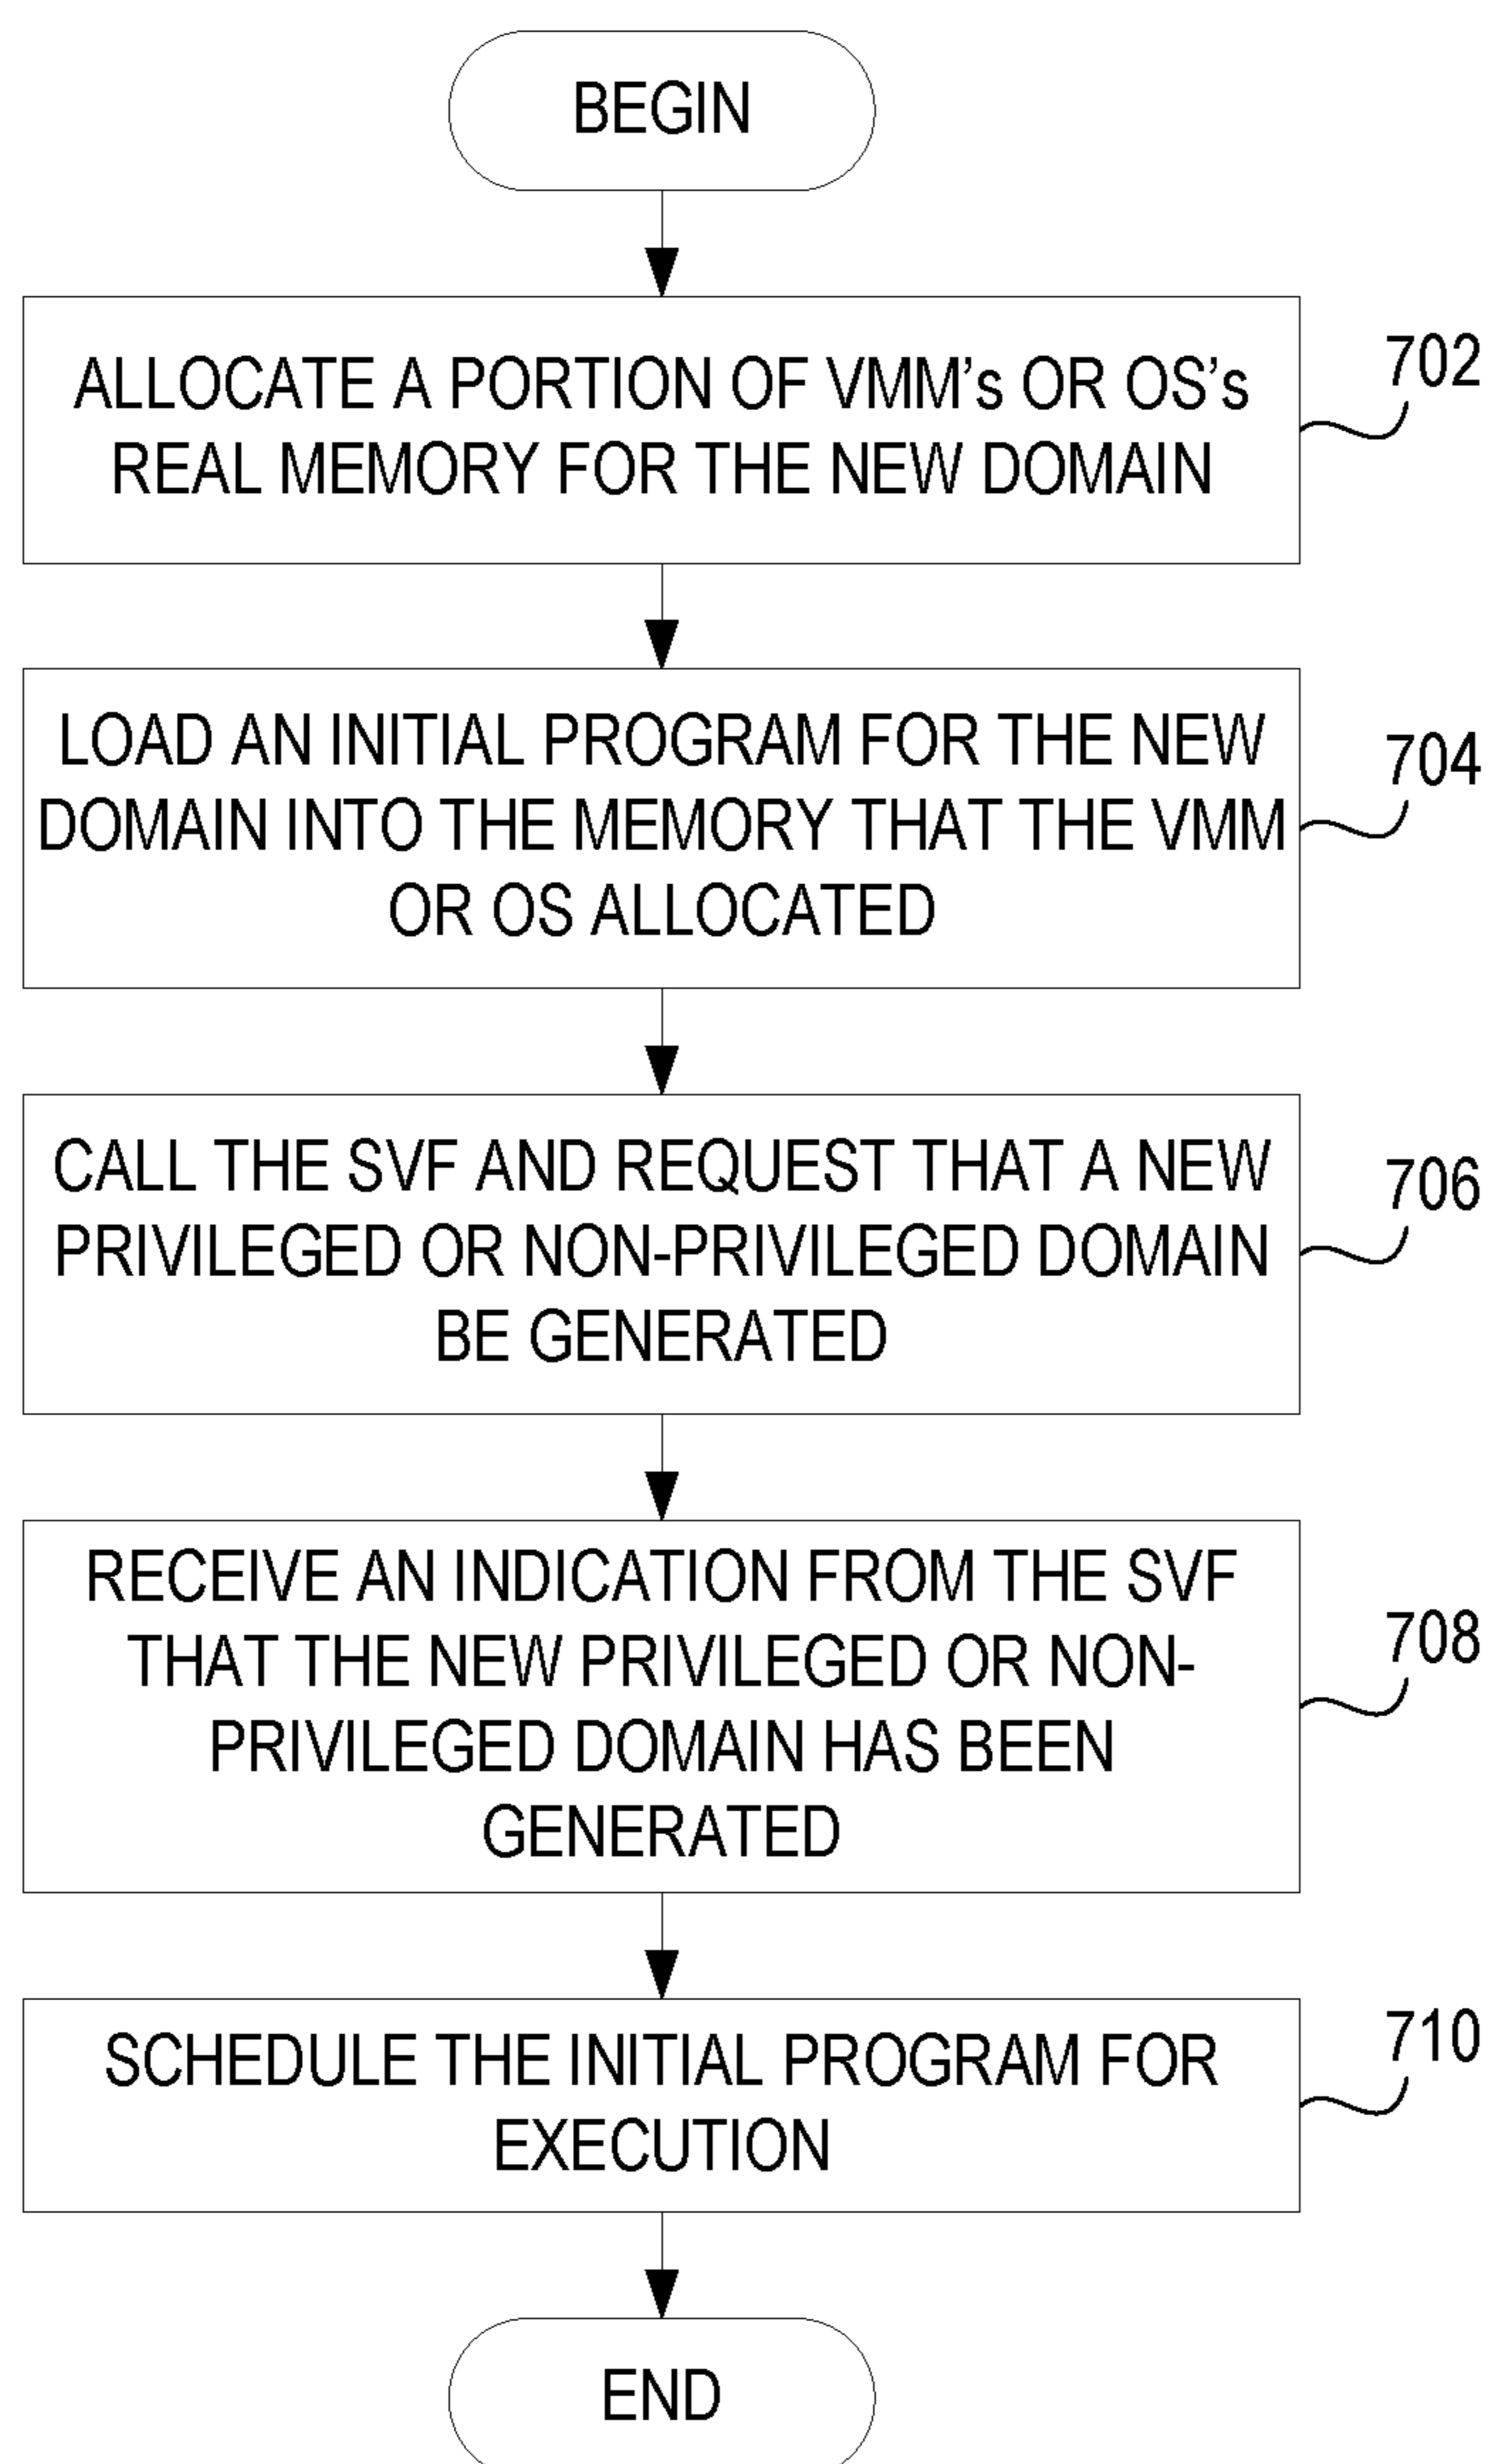 BEGIN
ALLOCATE A PORTION OF VMM's OR OS's
REAL MEMORY FOR THE NEW DOMAIN
702
LOAD AN INITIAL PROGRAM FOR THE NEW
DOMAIN INTO THE MEMORY THAT THE VMM
OR OS ALLOCATED
704
CALL THE SVF AND REQUEST THAT A NEW
PRIVILEGED OR NON-PRIVILEGED DOMAIN
BE GENERATED
706
RECEIVE AN INDICATION FROM THE SVF
THAT THE NEW PRIVILEGED OR NON-
PRIVILEGED DOMAIN HAS BEEN
GENERATED
708
SCHEDULE THE INITIAL PROGRAM FOR
EXECUTION
710
END